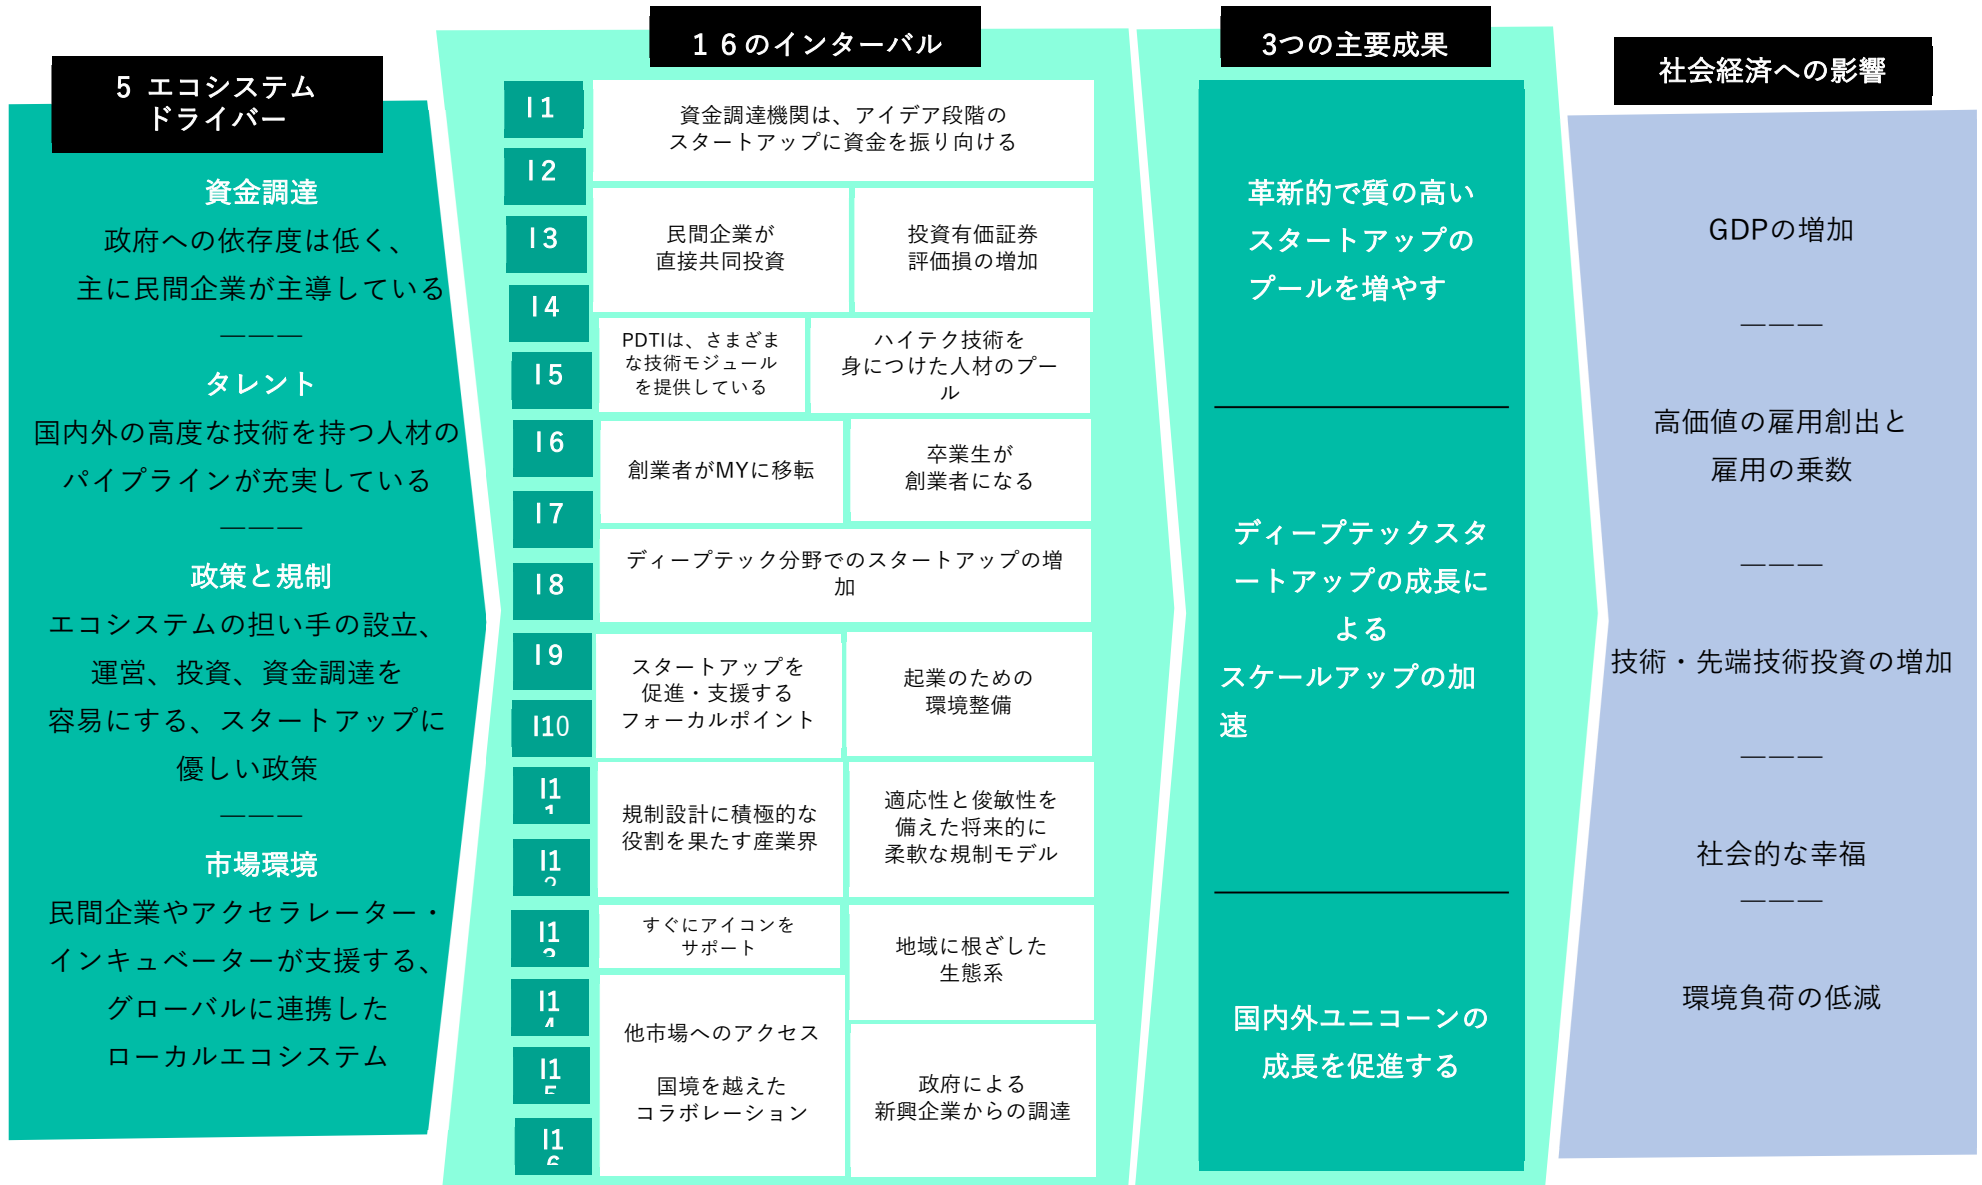 5 エコシステム
ドライバー
資金調達
政府への依存度は低く、
主に民間企業が主導している
———
タレント
国内外の高度な技術を持つ人材の
パイプラインが充実している
———
政策と規制
エコシステムの担い手の設立、
運営、投資、資金調達を
容易にする、スタートアップに
優しい政策
———
市場環境
民間企業やアクセラレーター・
インキュベーターが支援する、
グローバルに連携した
ローカルエコシステム
１６のインターバル
I1
I2
I3
I4
I5
I6
I7
I8
I9
I10
I1
1
I1
2
I1
3
I1
4
I1
5
I1
6
資金調達機関は、アイデア段階の
スタートアップに資金を振り向ける
民間企業が
直接共同投資
投資有価証券
評価損の増加
PDTIは、さまざま
な技術モジュール
を提供している
ハイテク技術を
身につけた人材のプー
ル
創業者がMYに移転
卒業生が
創業者になる
ディープテック分野でのスタートアップの増
加
スタートアップを
促進・支援する
フォーカルポイント
起業のための
環境整備
規制設計に積極的な
役割を果たす産業界
適応性と俊敏性を
備えた将来的に
柔軟な規制モデル
すぐにアイコンを
サポート
地域に根ざした
生態系
他市場へのアクセス
国境を越えた
コラボレーション
政府による
新興企業からの調達
3つの主要成果
革新的で質の高い
スタートアップの
プールを増やす
ディープテックスタ
ートアップの成長に
よる
スケールアップの加
速
国内外ユニコーンの
成長を促進する
社会経済への影響
GDPの増加
———
高価値の雇用創出と
雇用の乗数
———
技術・先端技術投資の増加
———
社会的な幸福
———
環境負荷の低減